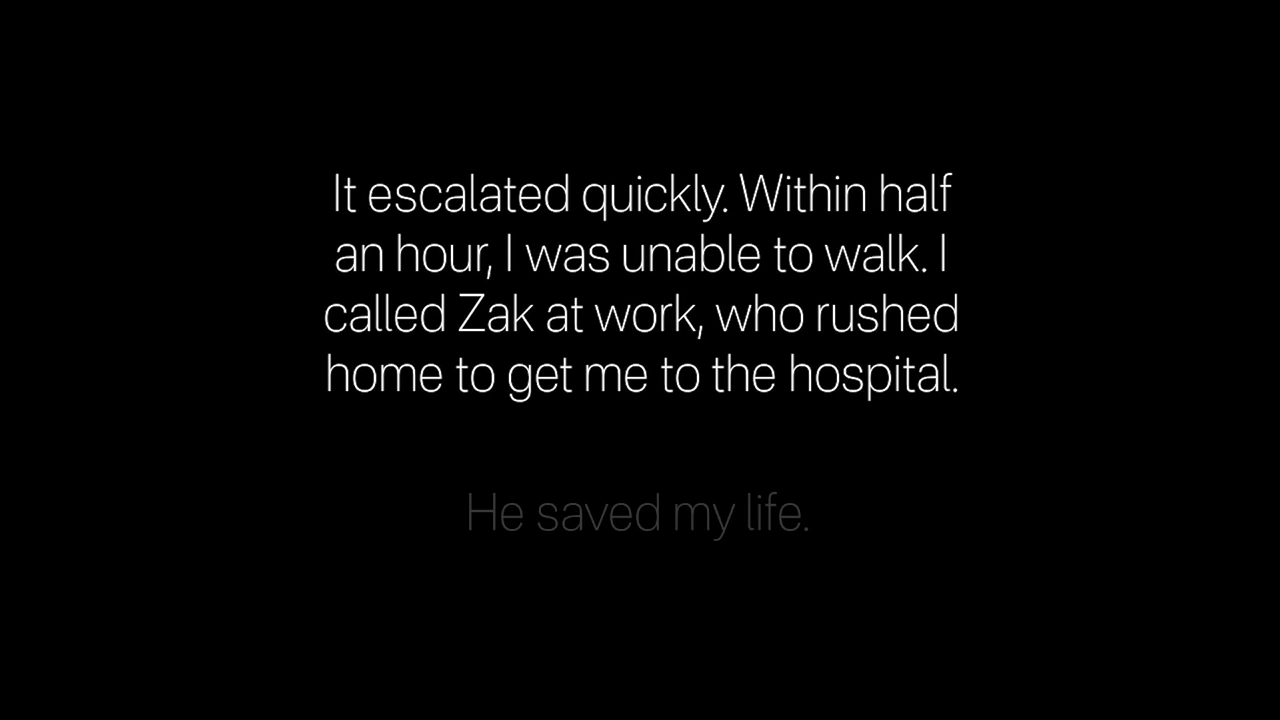 It escalated quickly. Within half
an hour, I was unable to walk. I
called Zak at work, who rushed
home to get me to the hospital.
He saved my life.